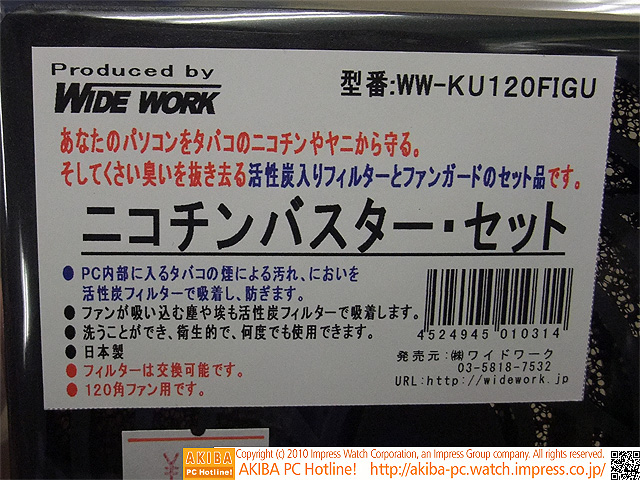 Produced by
WIDE WORK
型番:WW-KU120FIGU
あなたのパソコンをタバコのニコチンやヤニから守る。
そしてくさい臭いを抜き去る活性炭入りフィルターとファンガードのセット品です。
ニコチンバスター・セット
●PC内部に入るタバコの煙による汚れ、においを
活性炭フィルターで吸着し、防ぎます。
●ファンが吸い込む塵や埃も活性炭フィルターで吸着します。
●洗うことができ、衛生的で、何度でも使用できます。
●日本製
●フィルターは交換可能です。
●120角ファン用です。
4524945 010314
発売元:㈱ワイドワーク
03-5818-7532
URL:http://widework.jp
¥
AKIBA
PC Hotline!
Copyright (c) 2010 Impress Watch Corporation, an Impress Group company. All rights reserved.
AKIBA PC Hotline! http://akiba-pc.watch.impress.co.jp/